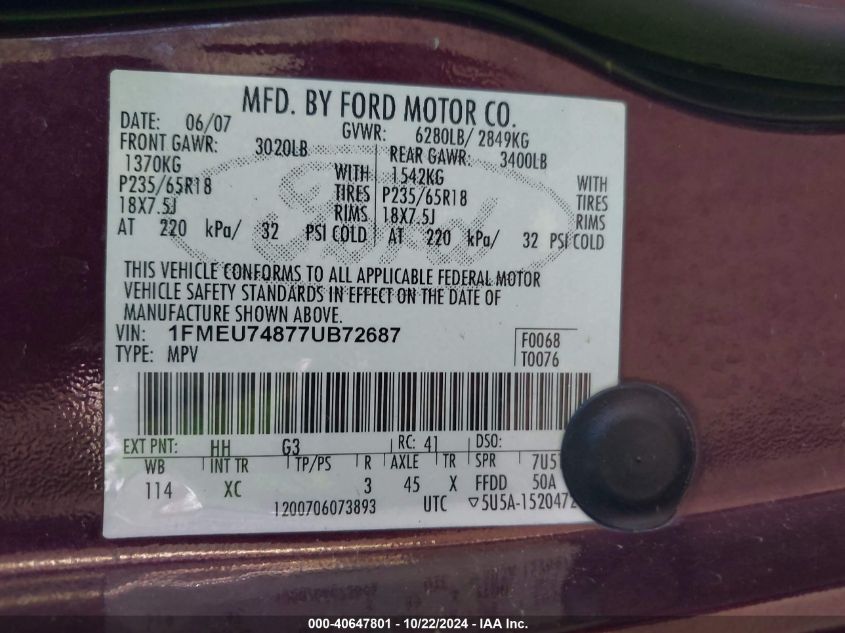 MFD. BY FORD MOTOR CO.
DATE: 06/07 GVWR: 6280LB/ 2849KG
FRONT GAWR: 3020LB REAR GAWR: 3400LB
1370KG WITH 1542KG WITH
P235/65R18 TIRES P235/65R18 TIRES
18X7.5J RIMS 18X7.5J RIMS
AT 220 kPa/ 32 PSI COLD AT 220 kPa/ 32 PSI COLD
Ford
THIS VEHICLE CONFORMS TO ALL APPLICABLE FEDERAL MOTOR
VEHICLE SAFETY STANDARDS IN EFFECT ON THE DATE OF
MANUFACTURE SHOWN ABOVE.
VIN: 1FMEU74877UB72687 F0068
TYPE: MPV T0076
EXT PNT: HH G3 RC: 41 DSO:
WB INT TR TP/PS R AXLE TR SPR 7U5
114 XC 3 45 X FFDD 50A
1200706073893 UTC ▽5U5A-1520472
000-40647801 - 10/22/2024 - IAA Inc.